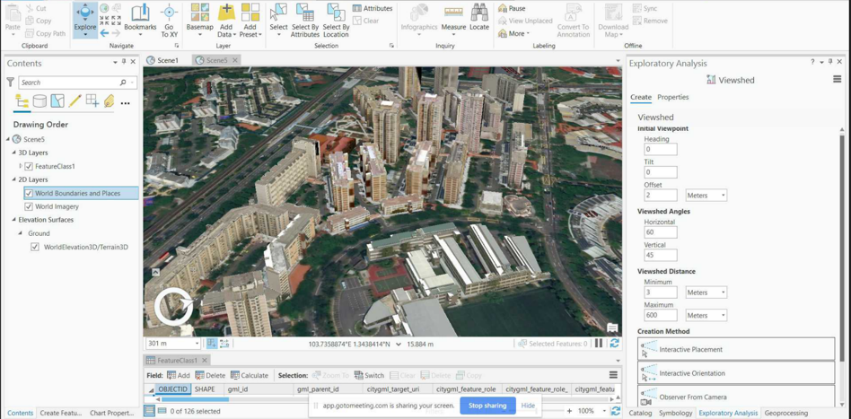 Cut
Copy
Copy Path
Paste
Clipboard
Explore
Bookmarks
Go To XY
Navigate
Basemap
Add Data
Add Preset
Layer
Select
Select By Attributes
Select By Location
Attributes
Clear
Selection
Infographics
Measure
Locate
Inquiry
Pause
View Unplaced
More
Convert To Annotation
Labeling
Download Map
Sync
Remove
Offline
Contents
Search
Drawing Order
Scene5
3D Layers
FeatureClass1
2D Layers
World Boundaries and Places
World Imagery
Elevation Surfaces
Ground
WorldElevation3D/Terrain3D
Contents Create Featu... Chart Propert...
Scene1 Scene5
301 m
103.7358874°E 1.3438414°N 15.884 m
Selected Features: 0
FeatureClass1
Field: Add Delete Calculate Selection: Zoom To Switch Clear Delete Copy
OBJECTID SHAPE gml_id gml_parent_id citygml_target_uri citygml_feature_role citygml_feature_role_ citygml_featu
0 of 126 selected
app.gotomeeting.com is sharing your screen. Stop sharing Hide
100%
Exploratory Analysis
Viewshed
Create Properties
Viewshed
Initial Viewpoint
Heading
0
Tilt
0
Offset
2 Meters
Viewshed Angles
Horizontal
60
Vertical
45
Viewshed Distance
Minimum
3 Meters
Maximum
600 Meters
Creation Method
Interactive Placement
Interactive Orientation
Observer From Camera
Catalog Symbology Exploratory Analysis Geoprocessing